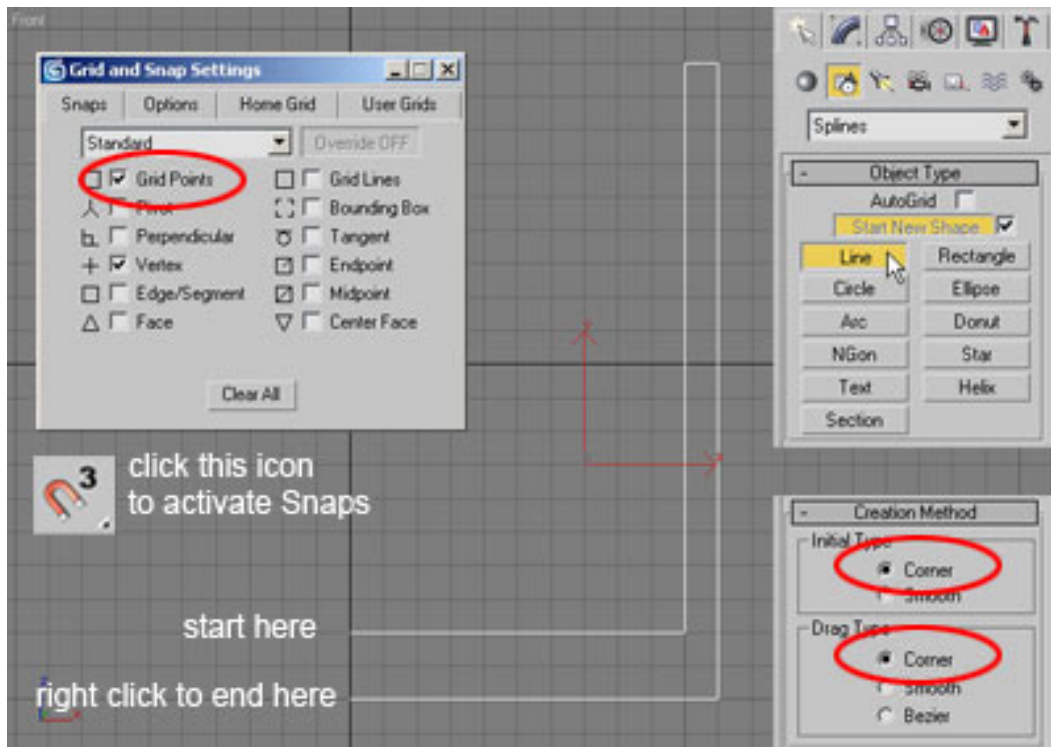 Front
Grid and Snap Settings
Snaps Options Home Grid User Grids
Standard Override OFF
Grid Points Grid Lines
Pivot Bounding Box
Perpendicular Tangent
Vertex Endpoint
Edge/Segment Midpoint
Face Center Face
Clear All
3
click this icon
to activate Snaps
start here
right click to end here
Splines
- Object Type
AutoGrid
Start New Shape
Line Rectangle
Circle Ellipse
Arc Donut
NGon Star
Text Helix
Section
- Creation Method
Initial Type
Corner
Smooth
Drag Type
Corner
Smooth
Bezier